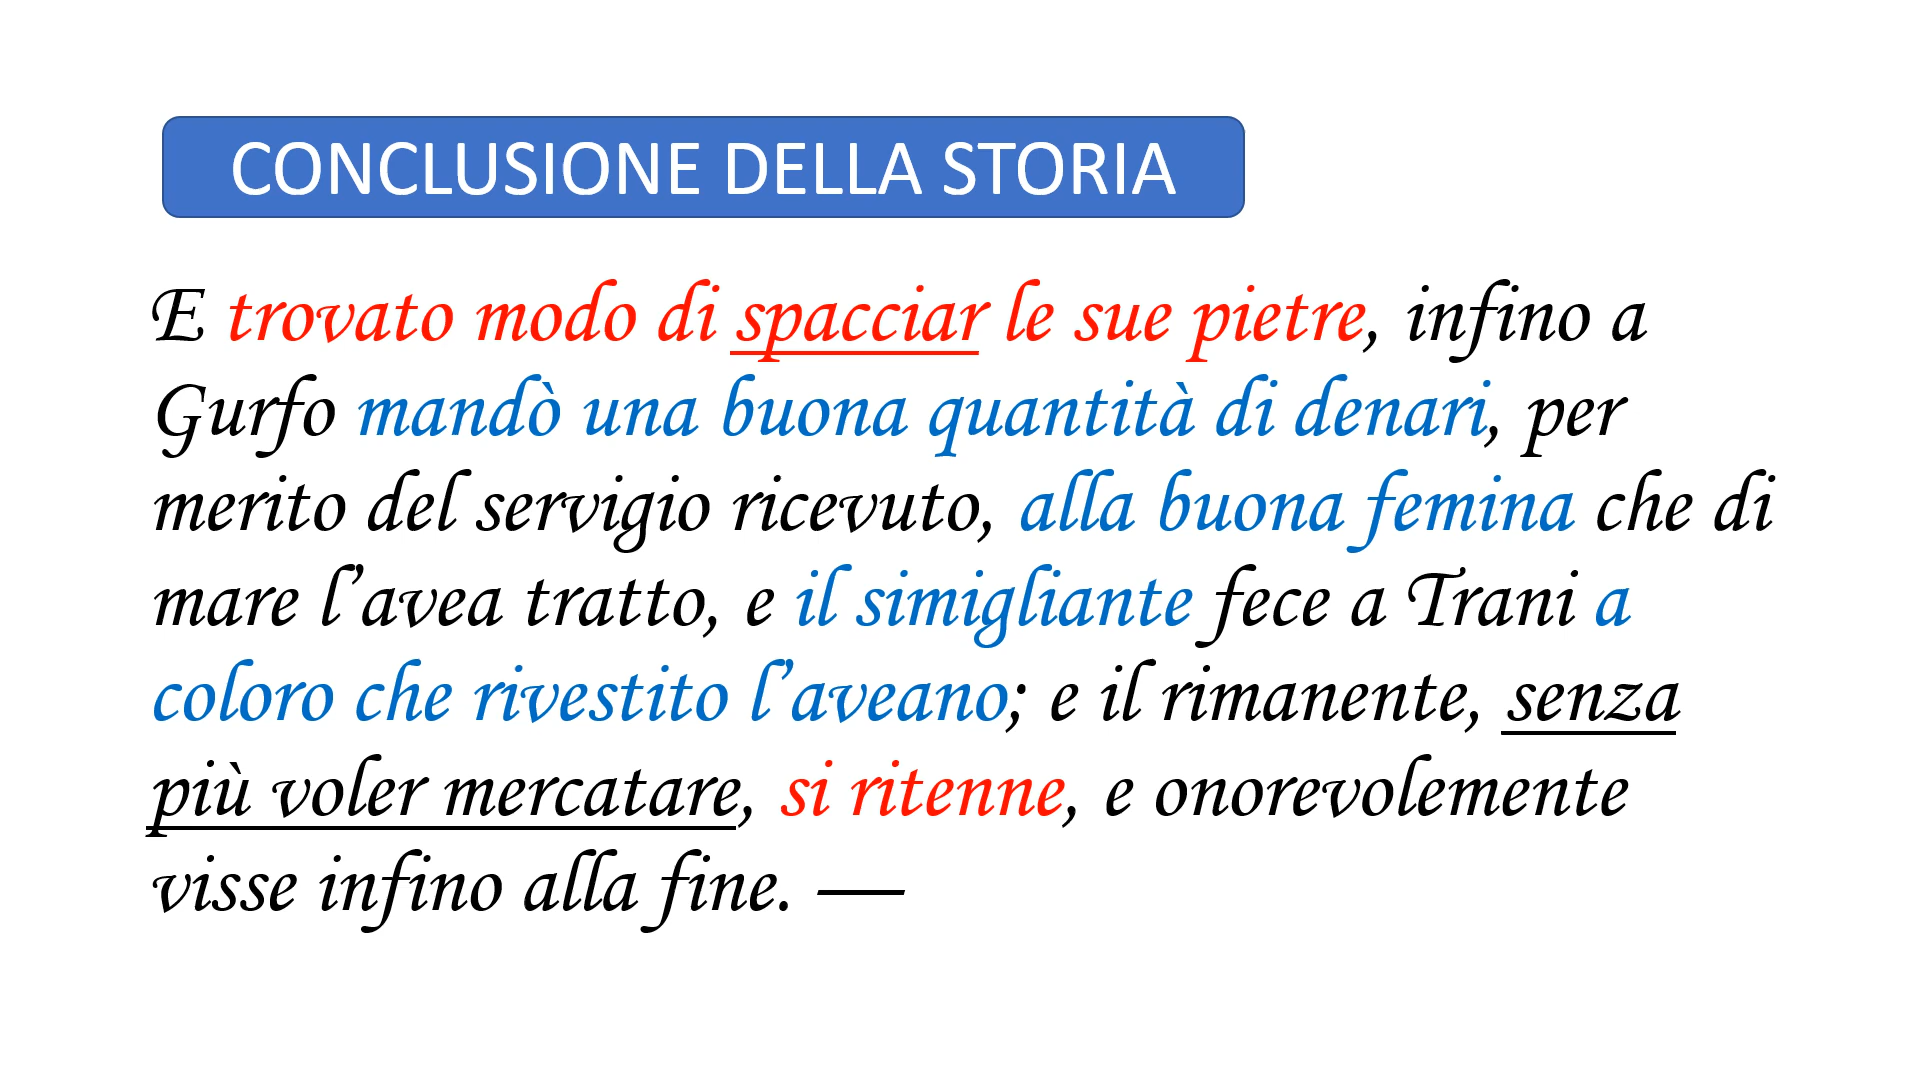 CONCLUSIONE DELLA STORIA
E trovato modo di spacciar le sue pietre, infino a
Gurfo mandò una buona quantità di denari, per
merito del servigio ricevuto, alla buona femina che di
mare l’avea tratto, e il simigliante fece a Trani a
coloro che rivestito l’aveano; e il rimanente, senza
più voler mercatare, si ritenne, e onorevolemente
visse infino alla fine. —